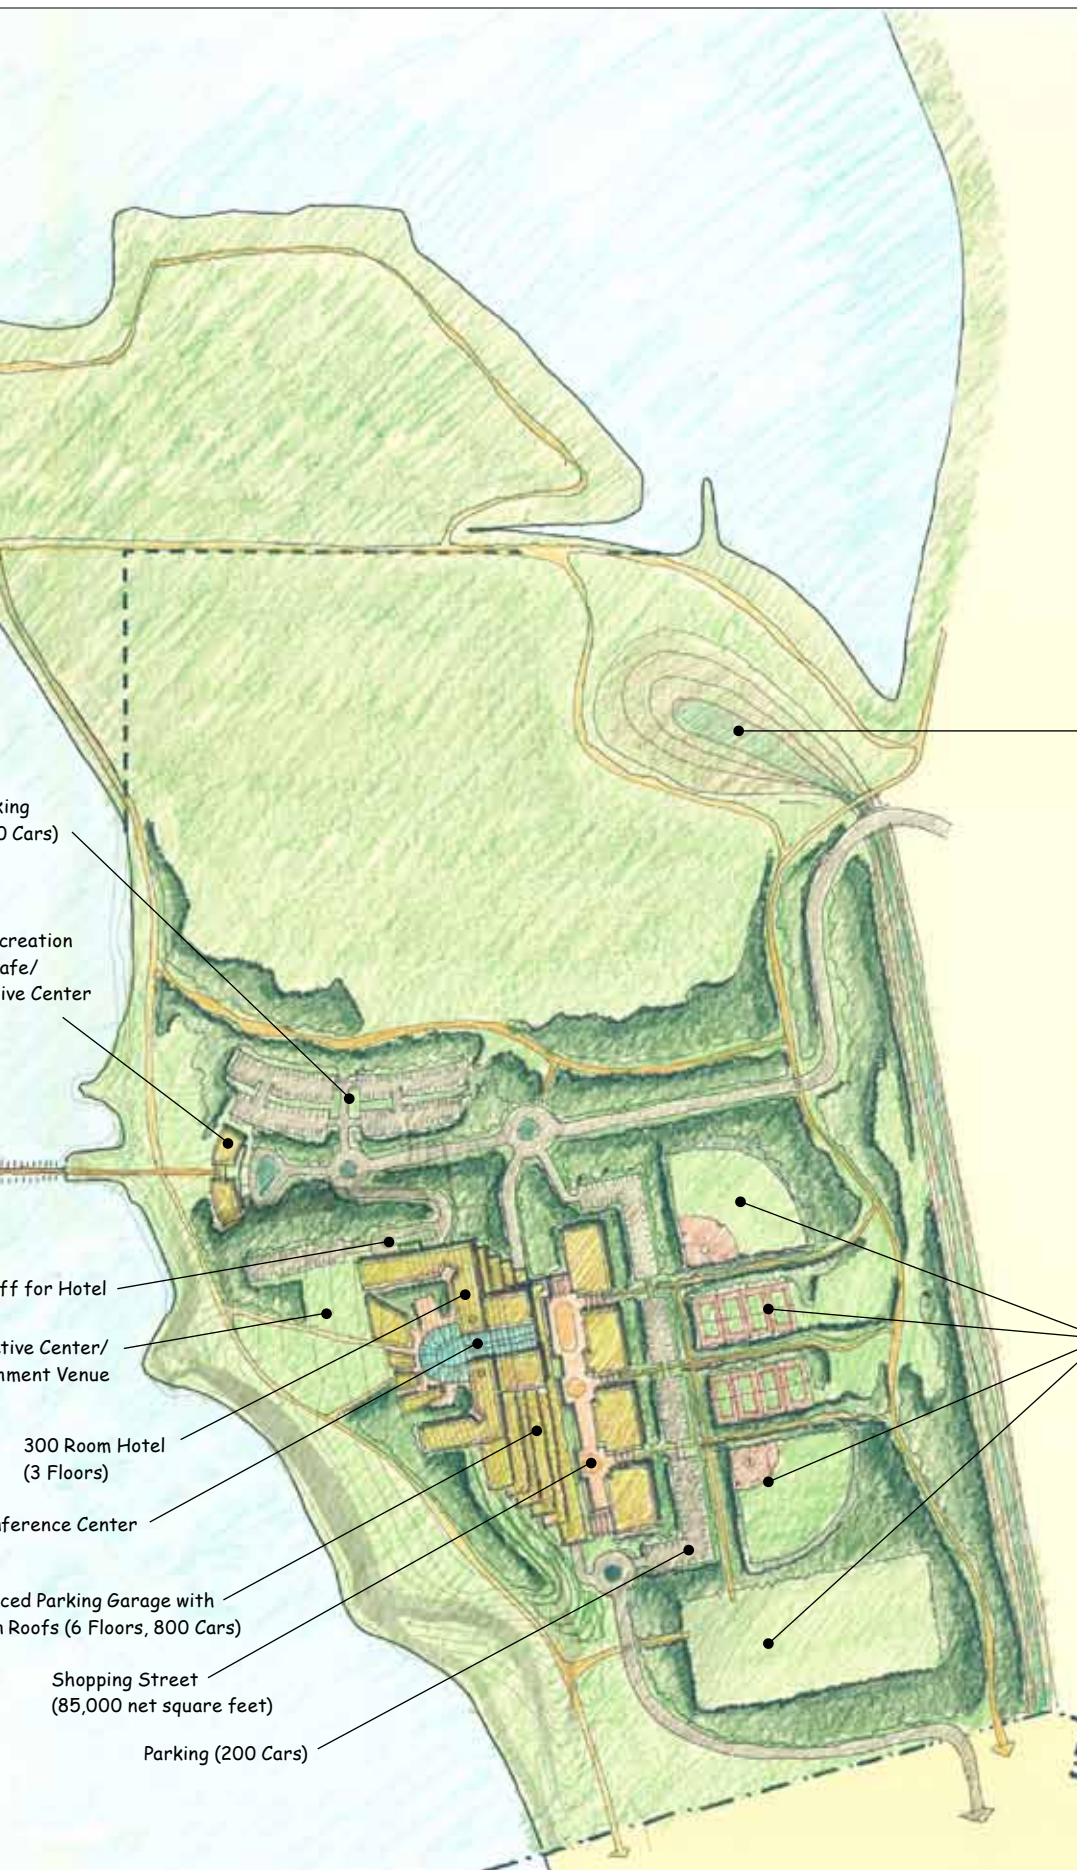 king
0 Cars)
creation
afe/
ive Center
ff for Hotel
ctive Center/
nment Venue
300 Room Hotel
(3 Floors)
nference Center
ced Parking Garage with
n Roofs (6 Floors, 800 Cars)
Shopping Street
(85,000 net square feet)
Parking (200 Cars)